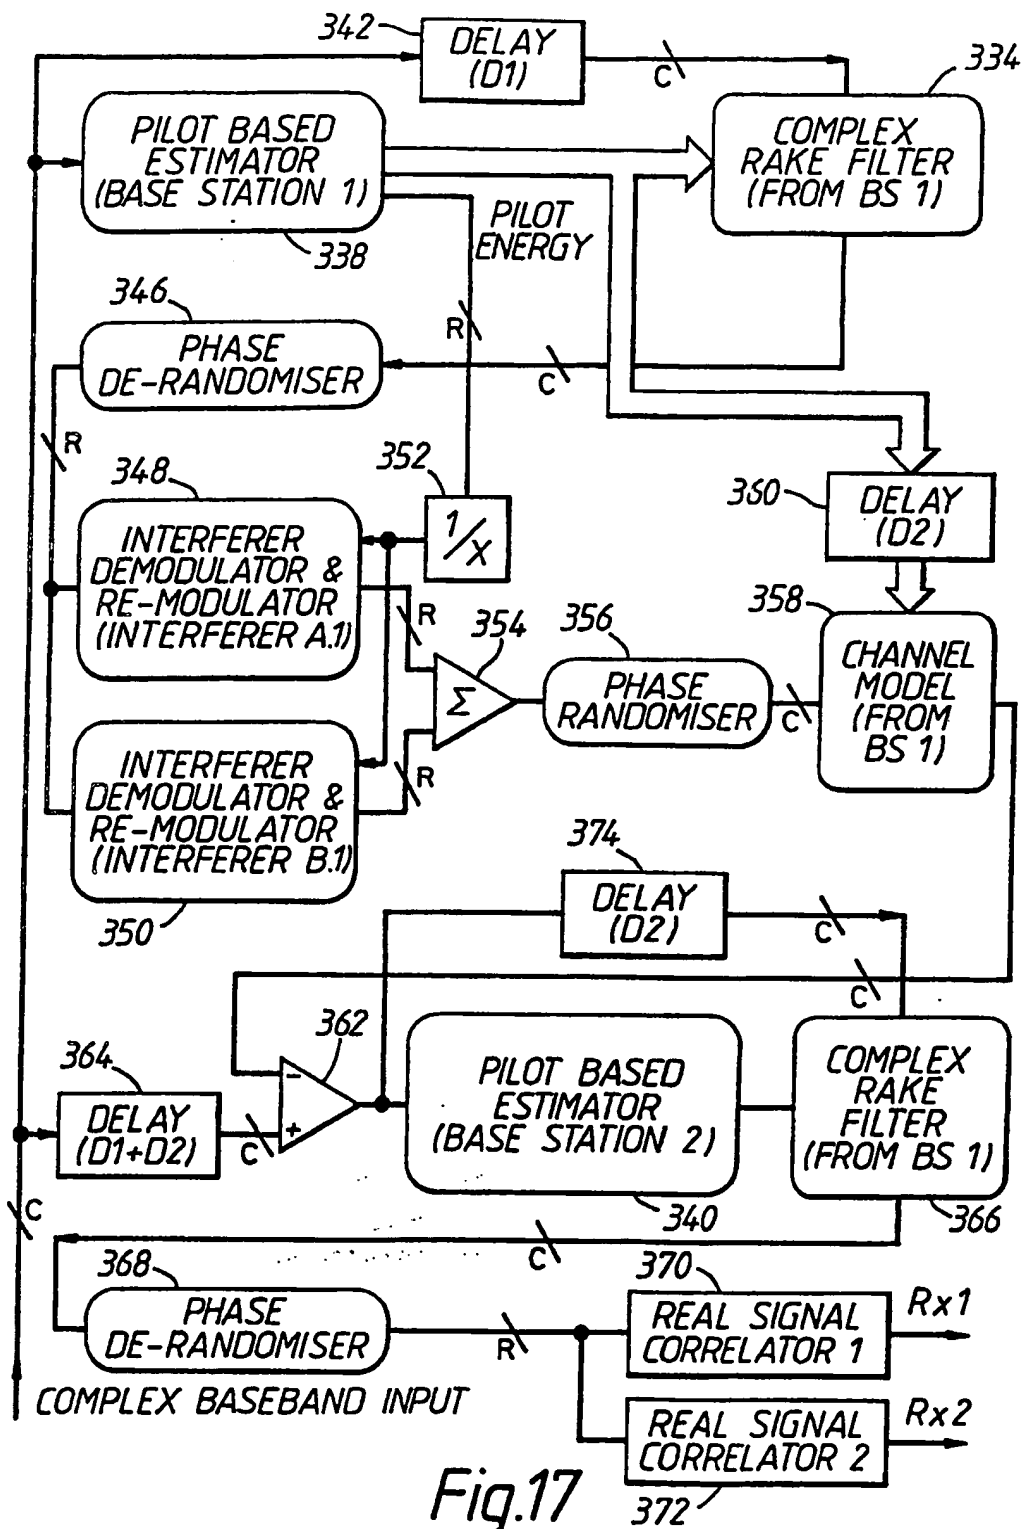 342
DELAY
(D1)
C
334
PILOT BASED
ESTIMATOR
(BASE STATION 1)
338
COMPLEX
RAKE FILTER
(FROM BS 1)
PILOT
ENERGY
346
R
C
PHASE
DE-RANDOMISER
R
348
352
1/X
360
DELAY
(D2)
INTERFERER
DEMODULATOR &
RE-MODULATOR
(INTERFERER A.1)
R
354
Σ
356
PHASE
RANDOMISER
C
358
CHANNEL
MODEL
(FROM
BS 1)
INTERFERER
DEMODULATOR &
RE-MODULATOR
(INTERFERER B.1)
R
350
374
DELAY
(D2)
C
C
364
DELAY
(D1+D2)
C
362
-
+
PILOT BASED
ESTIMATOR
(BASE STATION 2)
340
COMPLEX
RAKE
FILTER
(FROM BS 1)
366
C
C
368
PHASE
DE-RANDOMISER
R
370
REAL SIGNAL
CORRELATOR 1
Rx1
COMPLEX BASEBAND INPUT
REAL SIGNAL
CORRELATOR 2
Rx2
372
Fig.17